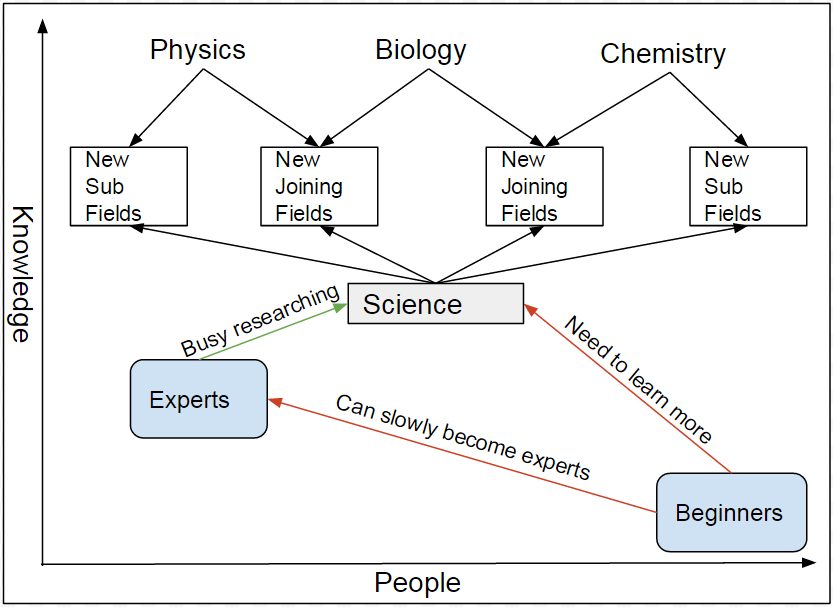 Physics
Biology
Chemistry
New
Sub
Fields
New
Joining
Fields
New
Joining
Fields
New
Sub
Fields
Knowledge
Science
Busy researching
Need to learn more
Experts
Can slowly become experts
Beginners
People